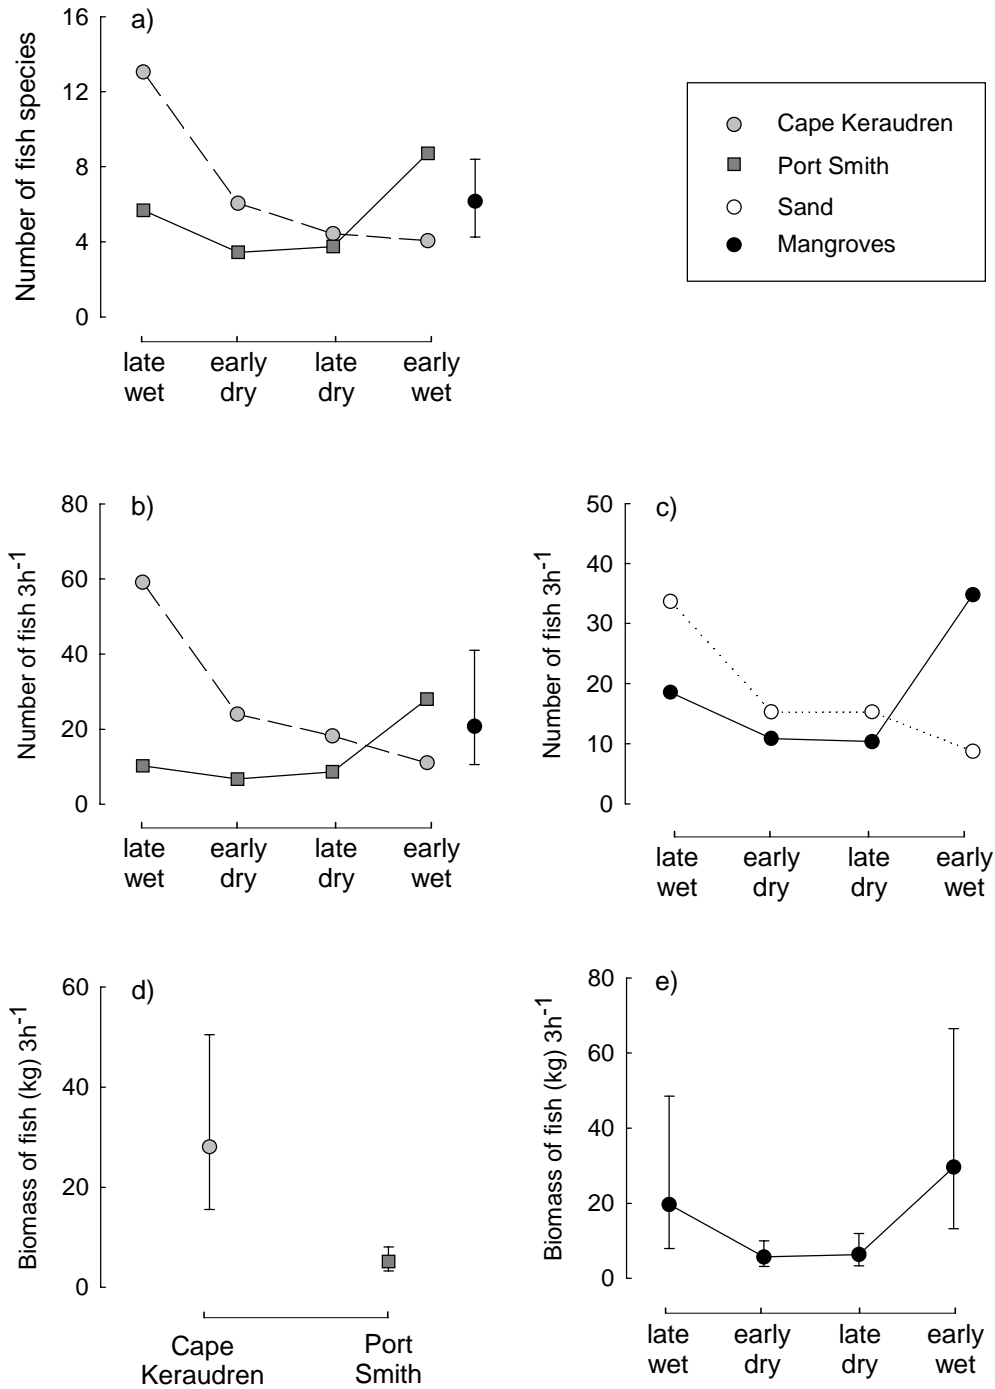 a)
Number of fish species
16
12
8
4
0
late wet
early dry
late dry
early wet
Cape Keraudren
Port Smith
Sand
Mangroves
b)
Number of fish 3h-1
80
60
40
20
0
late wet
early dry
late dry
early wet
c)
Number of fish 3h-1
50
40
30
20
10
0
late wet
early dry
late dry
early wet
d)
Biomass of fish (kg) 3h-1
60
40
20
0
Cape Keraudren
Port Smith
e)
Biomass of fish (kg) 3h-1
80
60
40
20
0
late wet
early dry
late dry
early wet